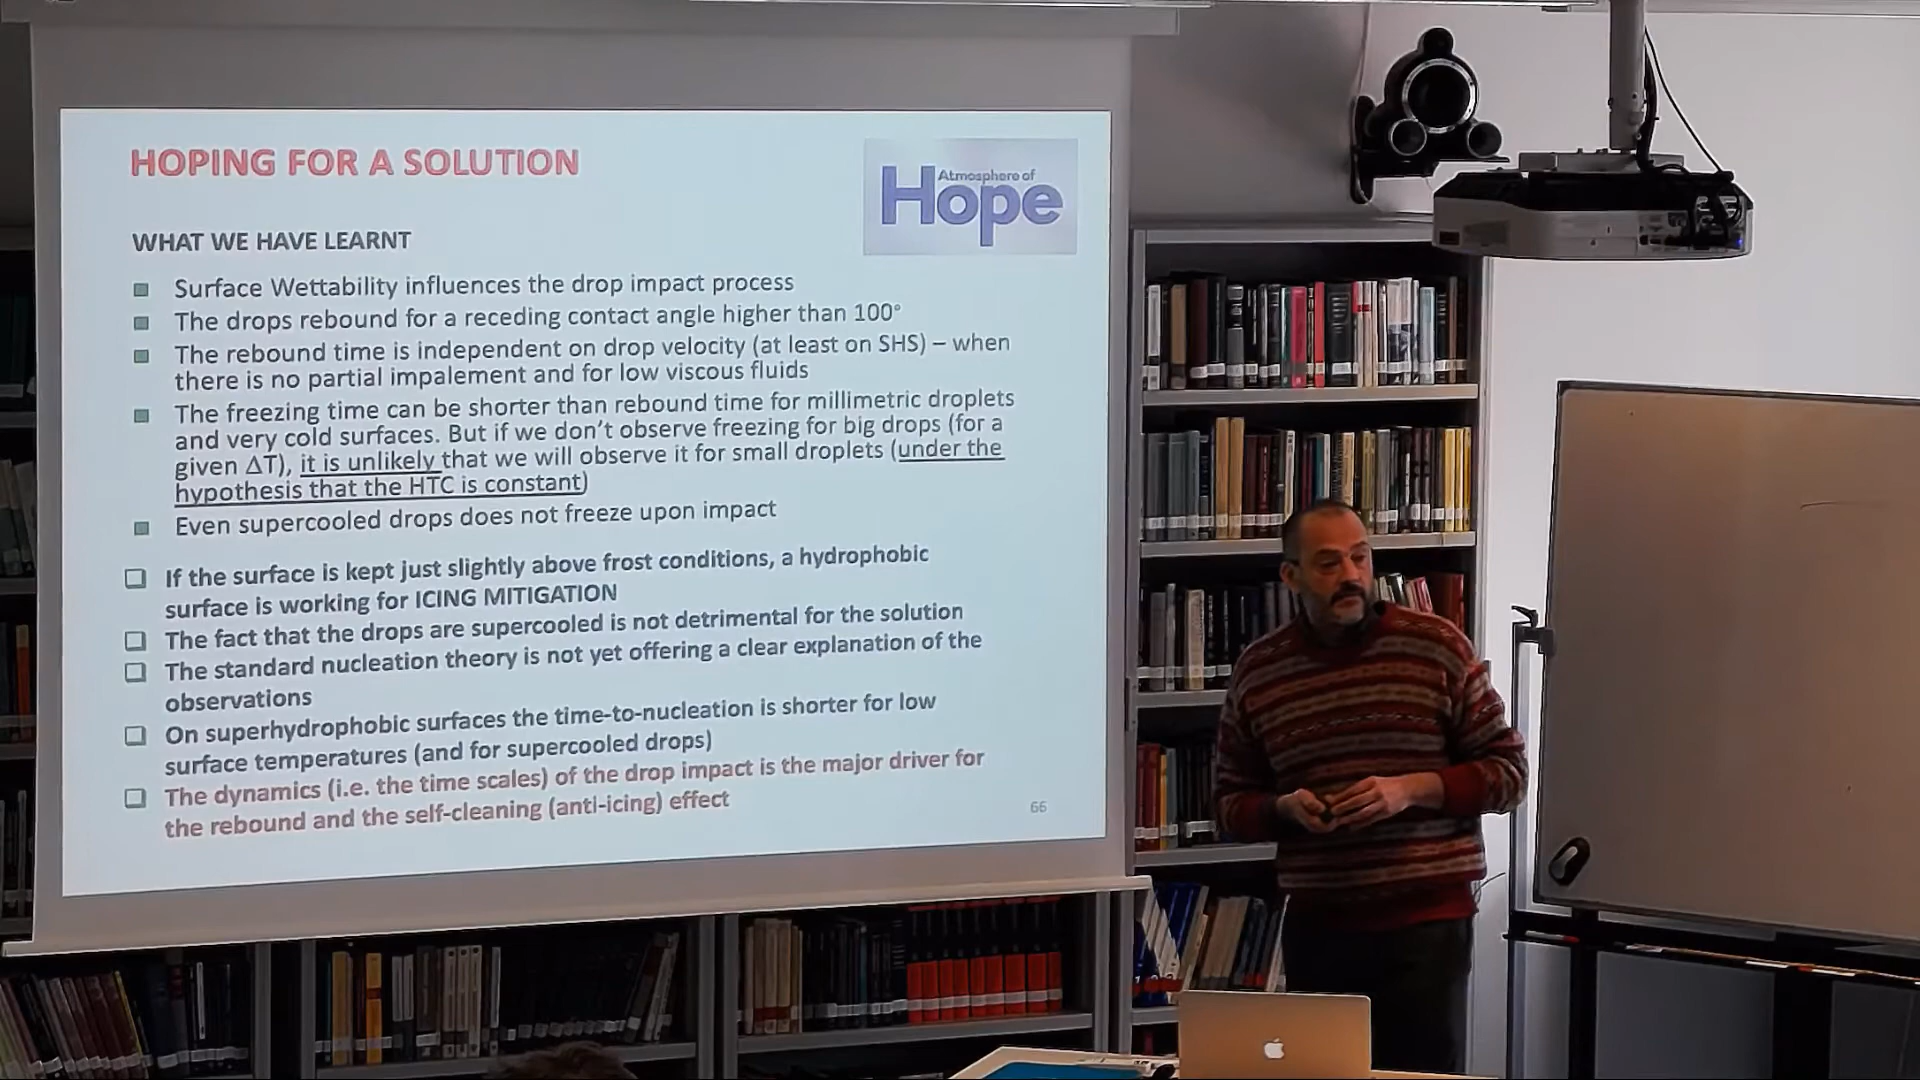 HOPING FOR A SOLUTION
Atmosphere of
Hope
WHAT WE HAVE LEARNT
Surface Wettability influences the drop impact process
The drops rebound for a receding contact angle higher than 100°
The rebound time is independent on drop velocity (at least on SHS) – when
there is no partial impalement and for low viscous fluids
The freezing time can be shorter than rebound time for millimetric droplets
and very cold surfaces. But if we don't observe freezing for big drops (for a
given ΔT), it is unlikely that we will observe it for small droplets (under the
hypothesis that the HTC is constant)
Even supercooled drops does not freeze upon impact
If the surface is kept just slightly above frost conditions, a hydrophobic
surface is working for ICING MITIGATION
The fact that the drops are supercooled is not detrimental for the solution
The standard nucleation theory is not yet offering a clear explanation of the
observations
On superhydrophobic surfaces the time-to-nucleation is shorter for low
surface temperatures (and for supercooled drops)
The dynamics (i.e. the time scales) of the drop impact is the major driver for
the rebound and the self-cleaning (anti-icing) effect
66